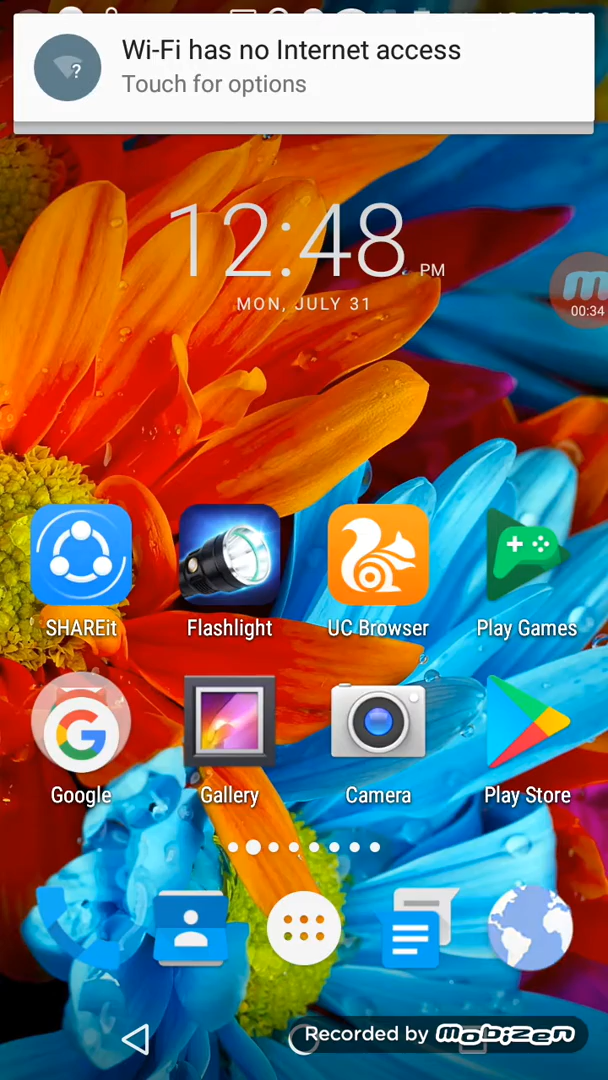 Wi-Fi has no Internet access
Touch for options
12:48 PM
MON, JULY 31
00:34
SHAREit
Flashlight
UC Browser
Play Games
Google
Gallery
Camera
Play Store
Recorded by mobizen